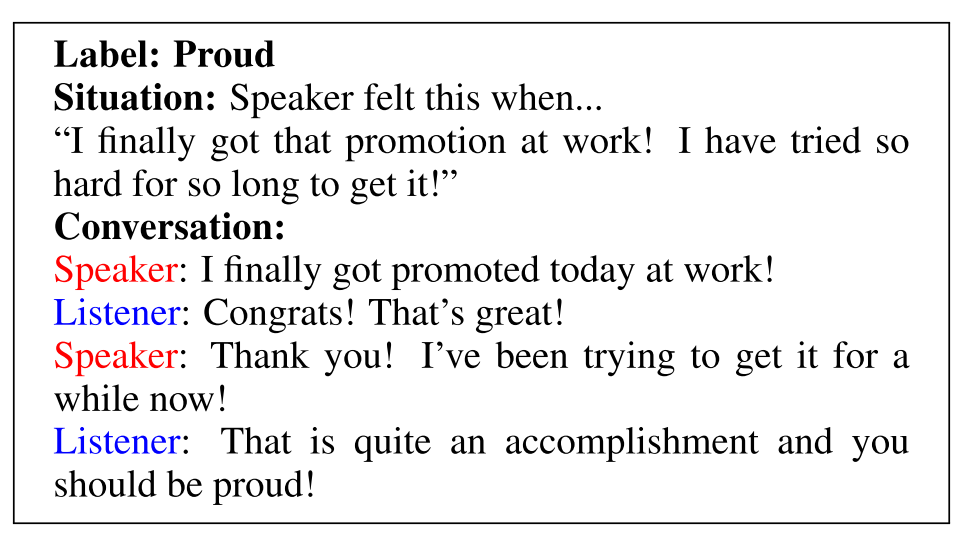 Label: Proud
Situation: Speaker felt this when...
“I finally got that promotion at work! I have tried so
hard for so long to get it!”
Conversation:
Speaker: I finally got promoted today at work!
Listener: Congrats! That’s great!
Speaker: Thank you! I’ve been trying to get it for a
while now!
Listener: That is quite an accomplishment and you
should be proud!